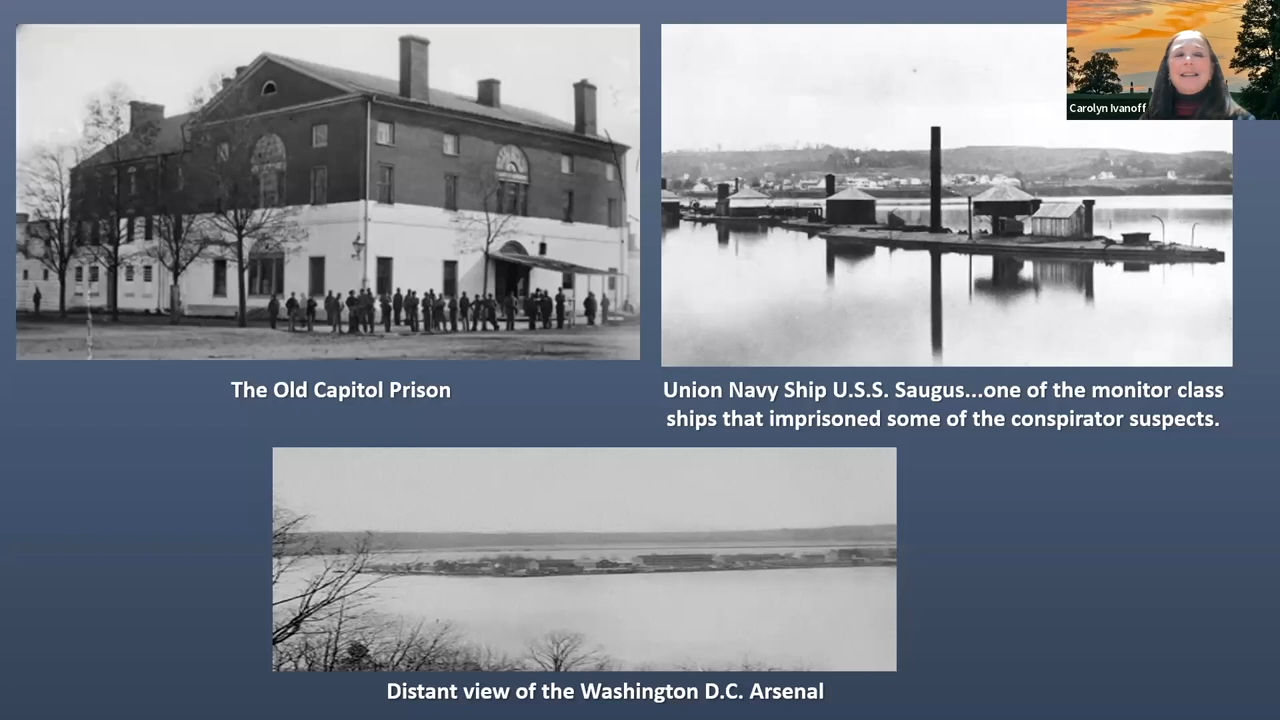 Carolyn Ivanoff
The Old Capitol Prison
Union Navy Ship U.S.S. Saugus...one of the monitor class
ships that imprisoned some of the conspirator suspects.
Distant view of the Washington D.C. Arsenal